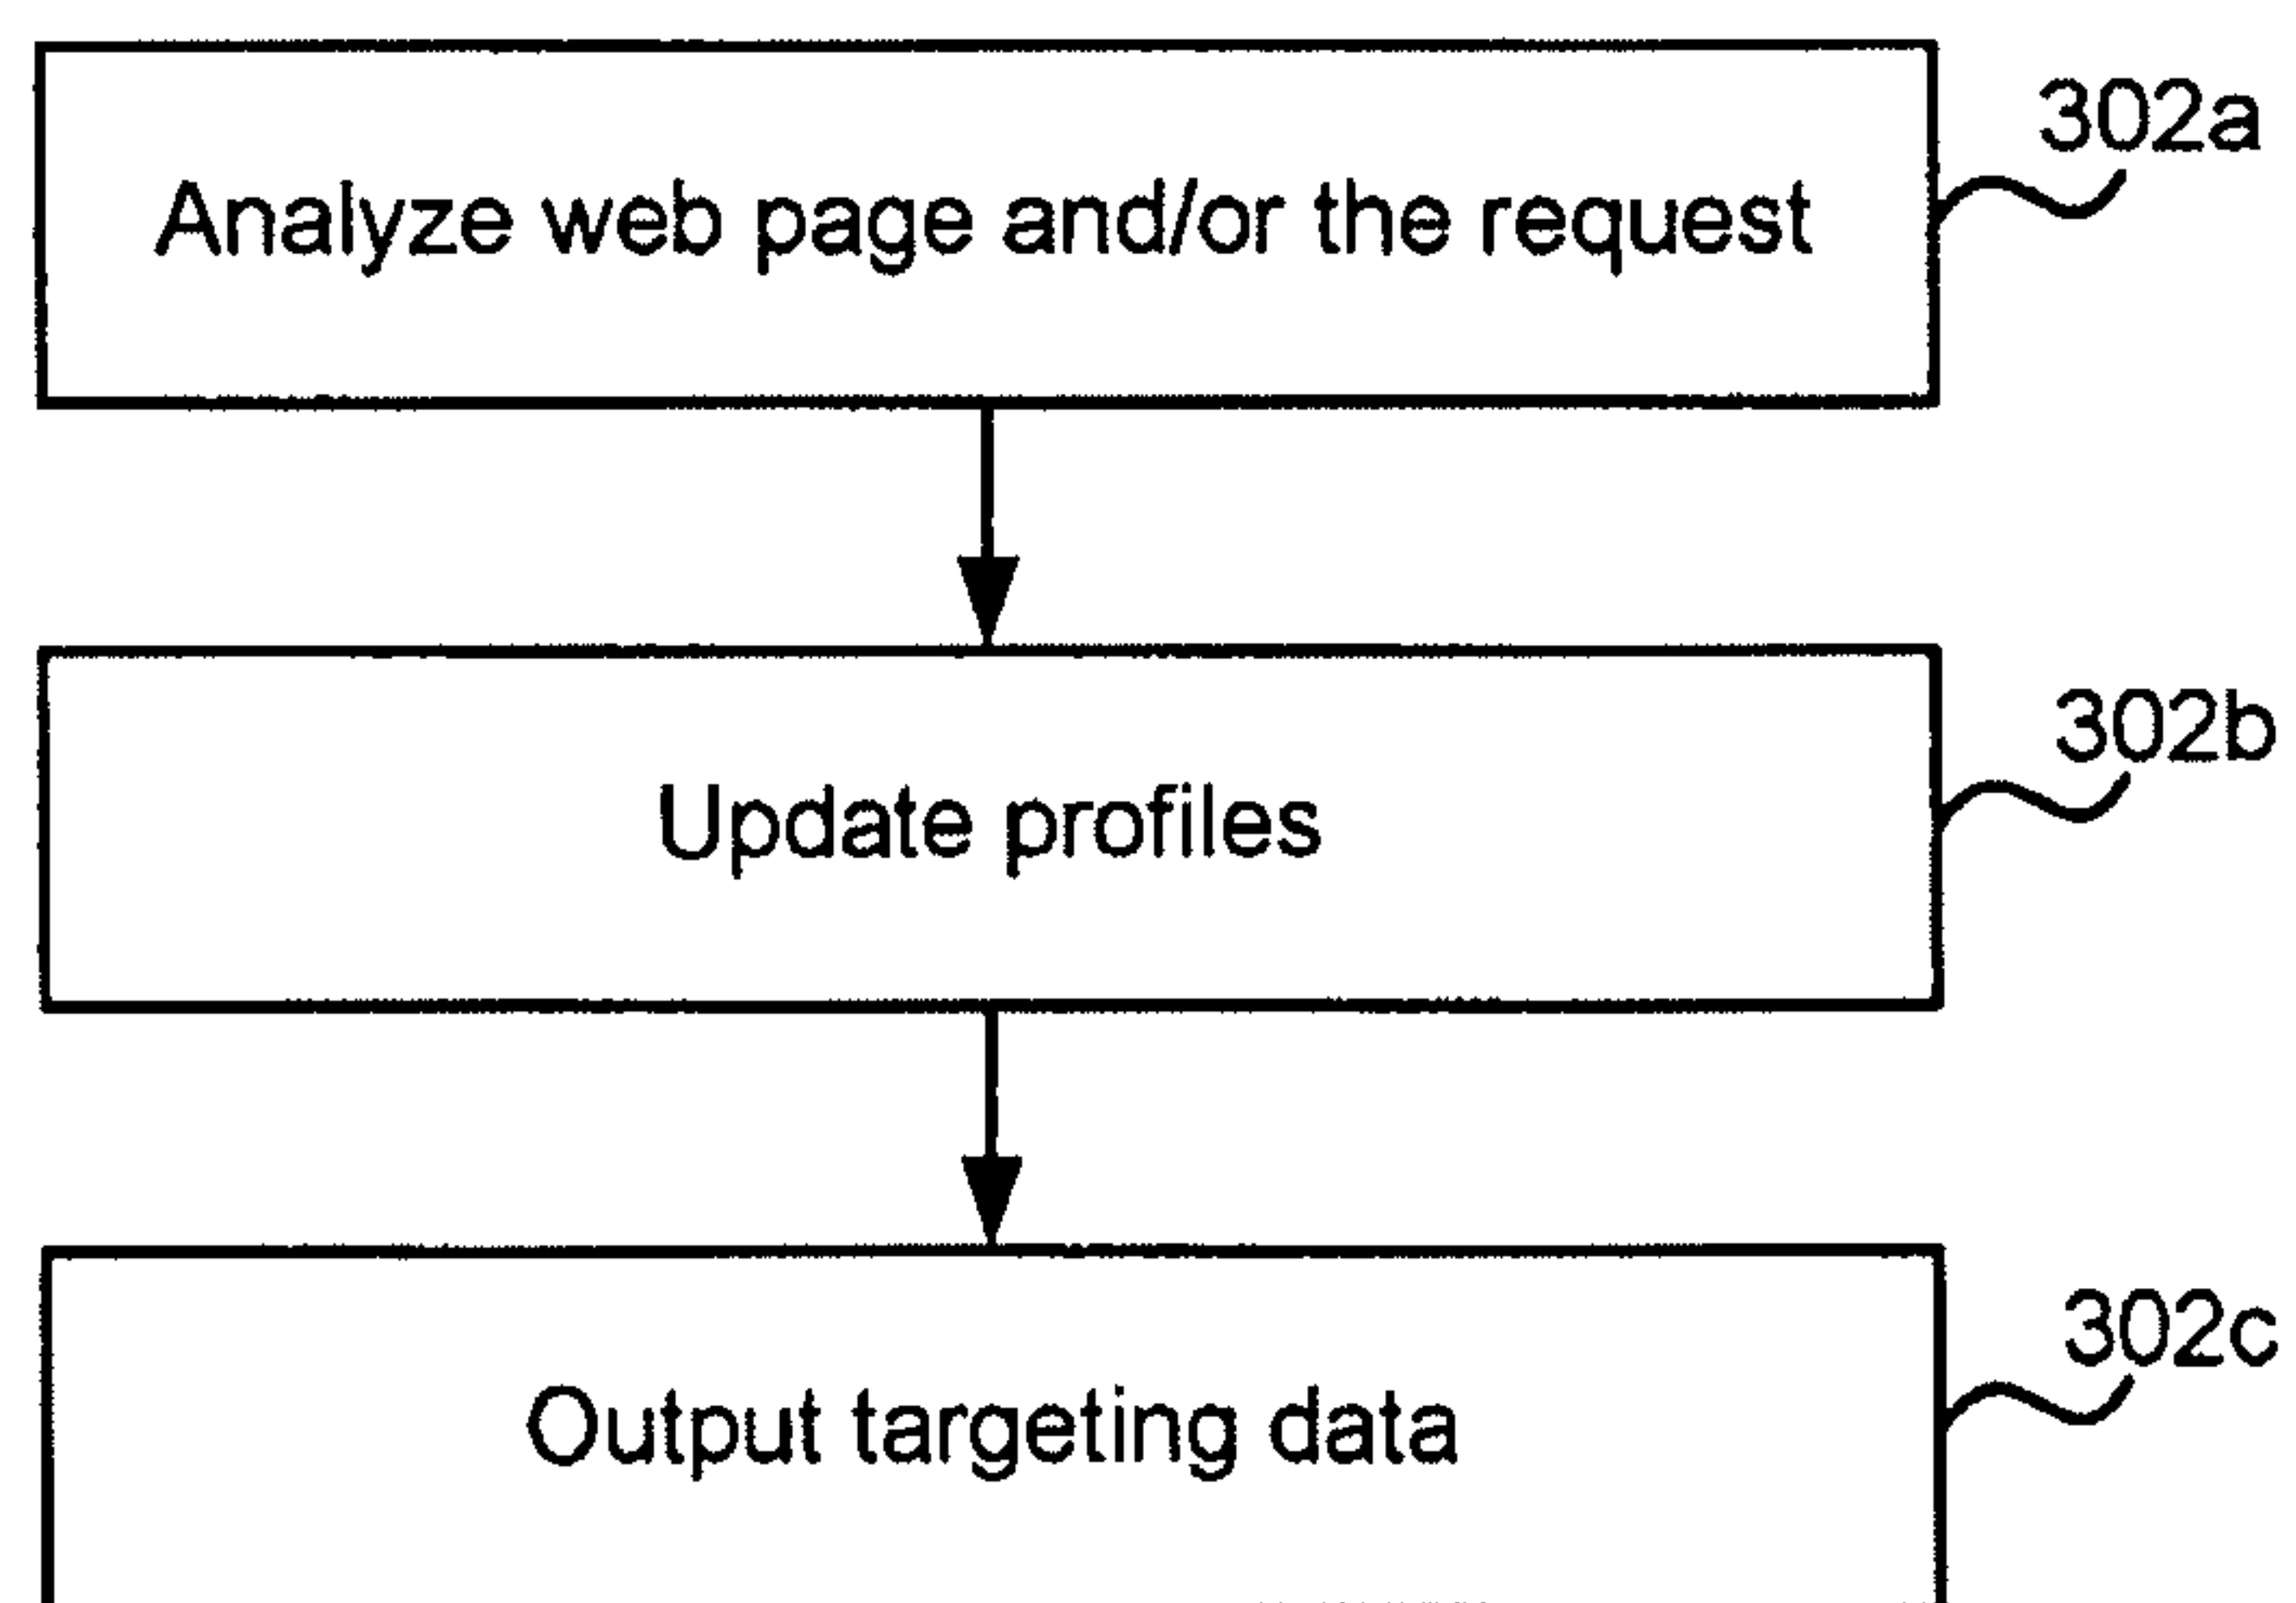 302a
Analyze web page and/or the request
302b
Update profiles
302c
Output targeting data